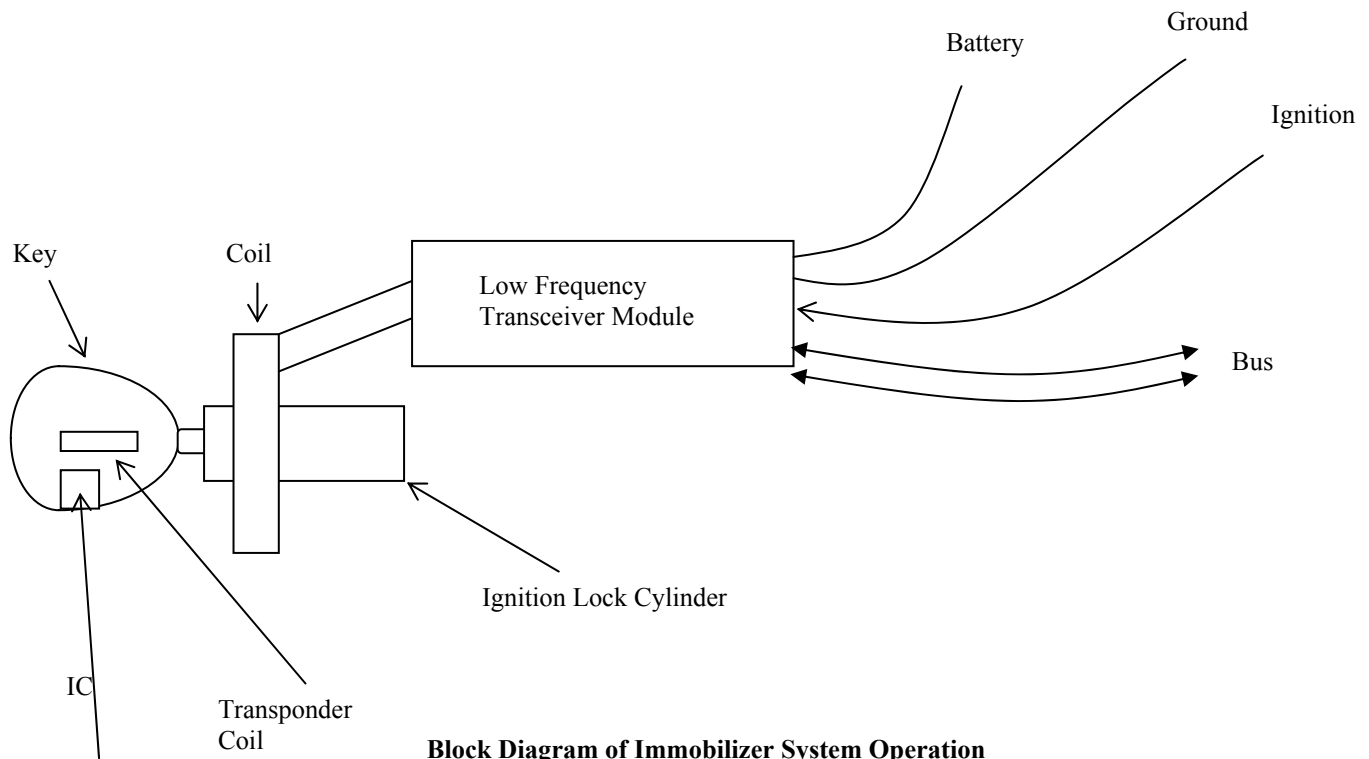 Ground
Battery
Ignition
Key
Coil
Low Frequency
Transceiver Module
Bus
Ignition Lock Cylinder
IC
Transponder
Coil
Block Diagram of Immobilizer System Operation